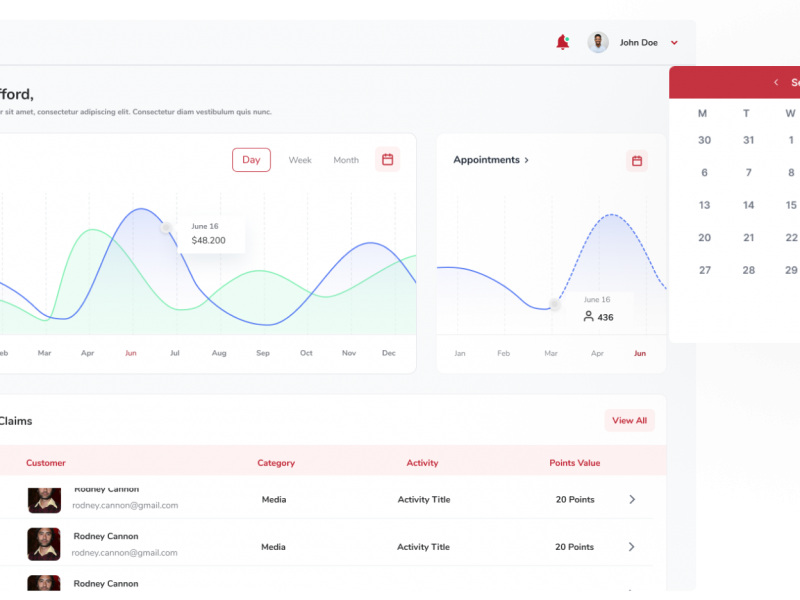 John Doe
fford,
r sit amet, consectetur adipiscing elit. Consectetur diam vestibulum quis nunc.
Day Week Month
June 16
$48.200
eb Mar Apr Jun Jul Aug Sep Oct Nov Dec
Appointments
June 16
436
Jan Feb Mar Apr Jun
Se
M T W
30 31 1
6 7 8
13 14 15
20 21 22
27 28 29
Claims
View All
Customer Category Activity Points Value
Rodney Cannon
rodney.cannon@gmail.com
Media Activity Title 20 Points
Rodney Cannon
rodney.cannon@gmail.com
Media Activity Title 20 Points
Rodney Cannon